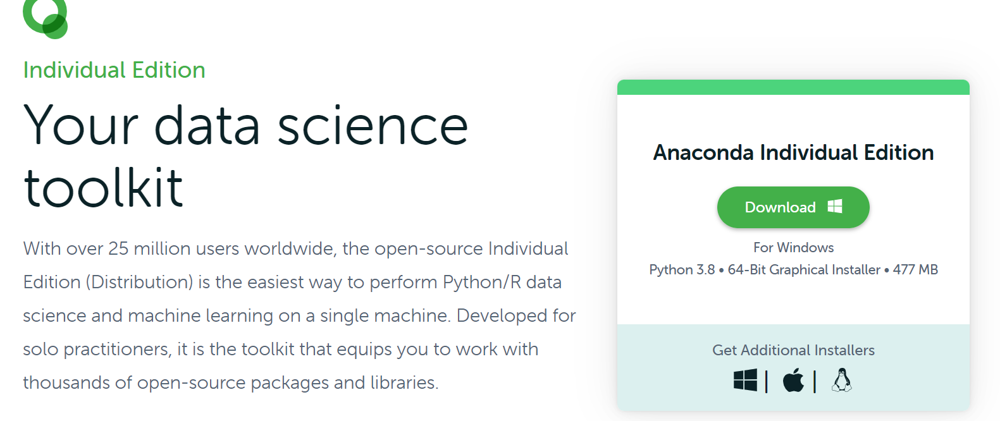 Individual Edition
Your data science
toolkit
With over 25 million users worldwide, the open-source Individual
Edition (Distribution) is the easiest way to perform Python/R data
science and machine learning on a single machine. Developed for
solo practitioners, it is the toolkit that equips you to work with
thousands of open-source packages and libraries.
Anaconda Individual Edition
Download
For Windows
Python 3.8 • 64-Bit Graphical Installer • 477 MB
Get Additional Installers
| |